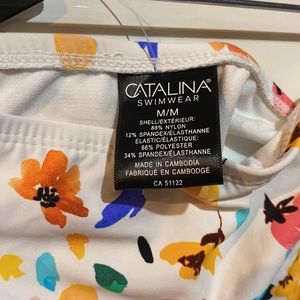 CATALINA®
SWIMWEAR
M/M
SHELL/EXTÉRIEUR:
88% NYLON
12% SPANDEX/ÉLASTHANNE
ELASTIC/ÉLASTIQUE:
66% POLYESTER
34% SPANDEX/ÉLASTHANNE
MADE IN CAMBODIA
FABRIQUÉ EN CAMBODGE
CA 51122